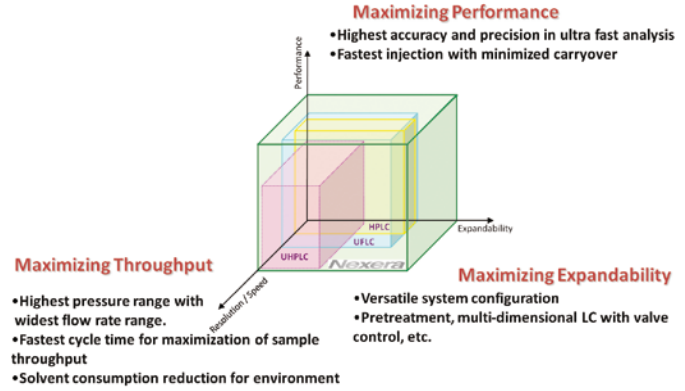 Maximizing Performance
•Highest accuracy and precision in ultra fast analysis
•Fastest injection with minimized carryover
Performance
HPLC
Expandability
UFLC
UHPLC
Nexera
Resolution / Speed
Maximizing Throughput
•Highest pressure range with
widest flow rate range.
•Fastest cycle time for maximization of sample
throughput
•Solvent consumption reduction for environment
Maximizing Expandability
•Versatile system configuration
•Pretreatment, multi-dimensional LC with valve
control, etc.